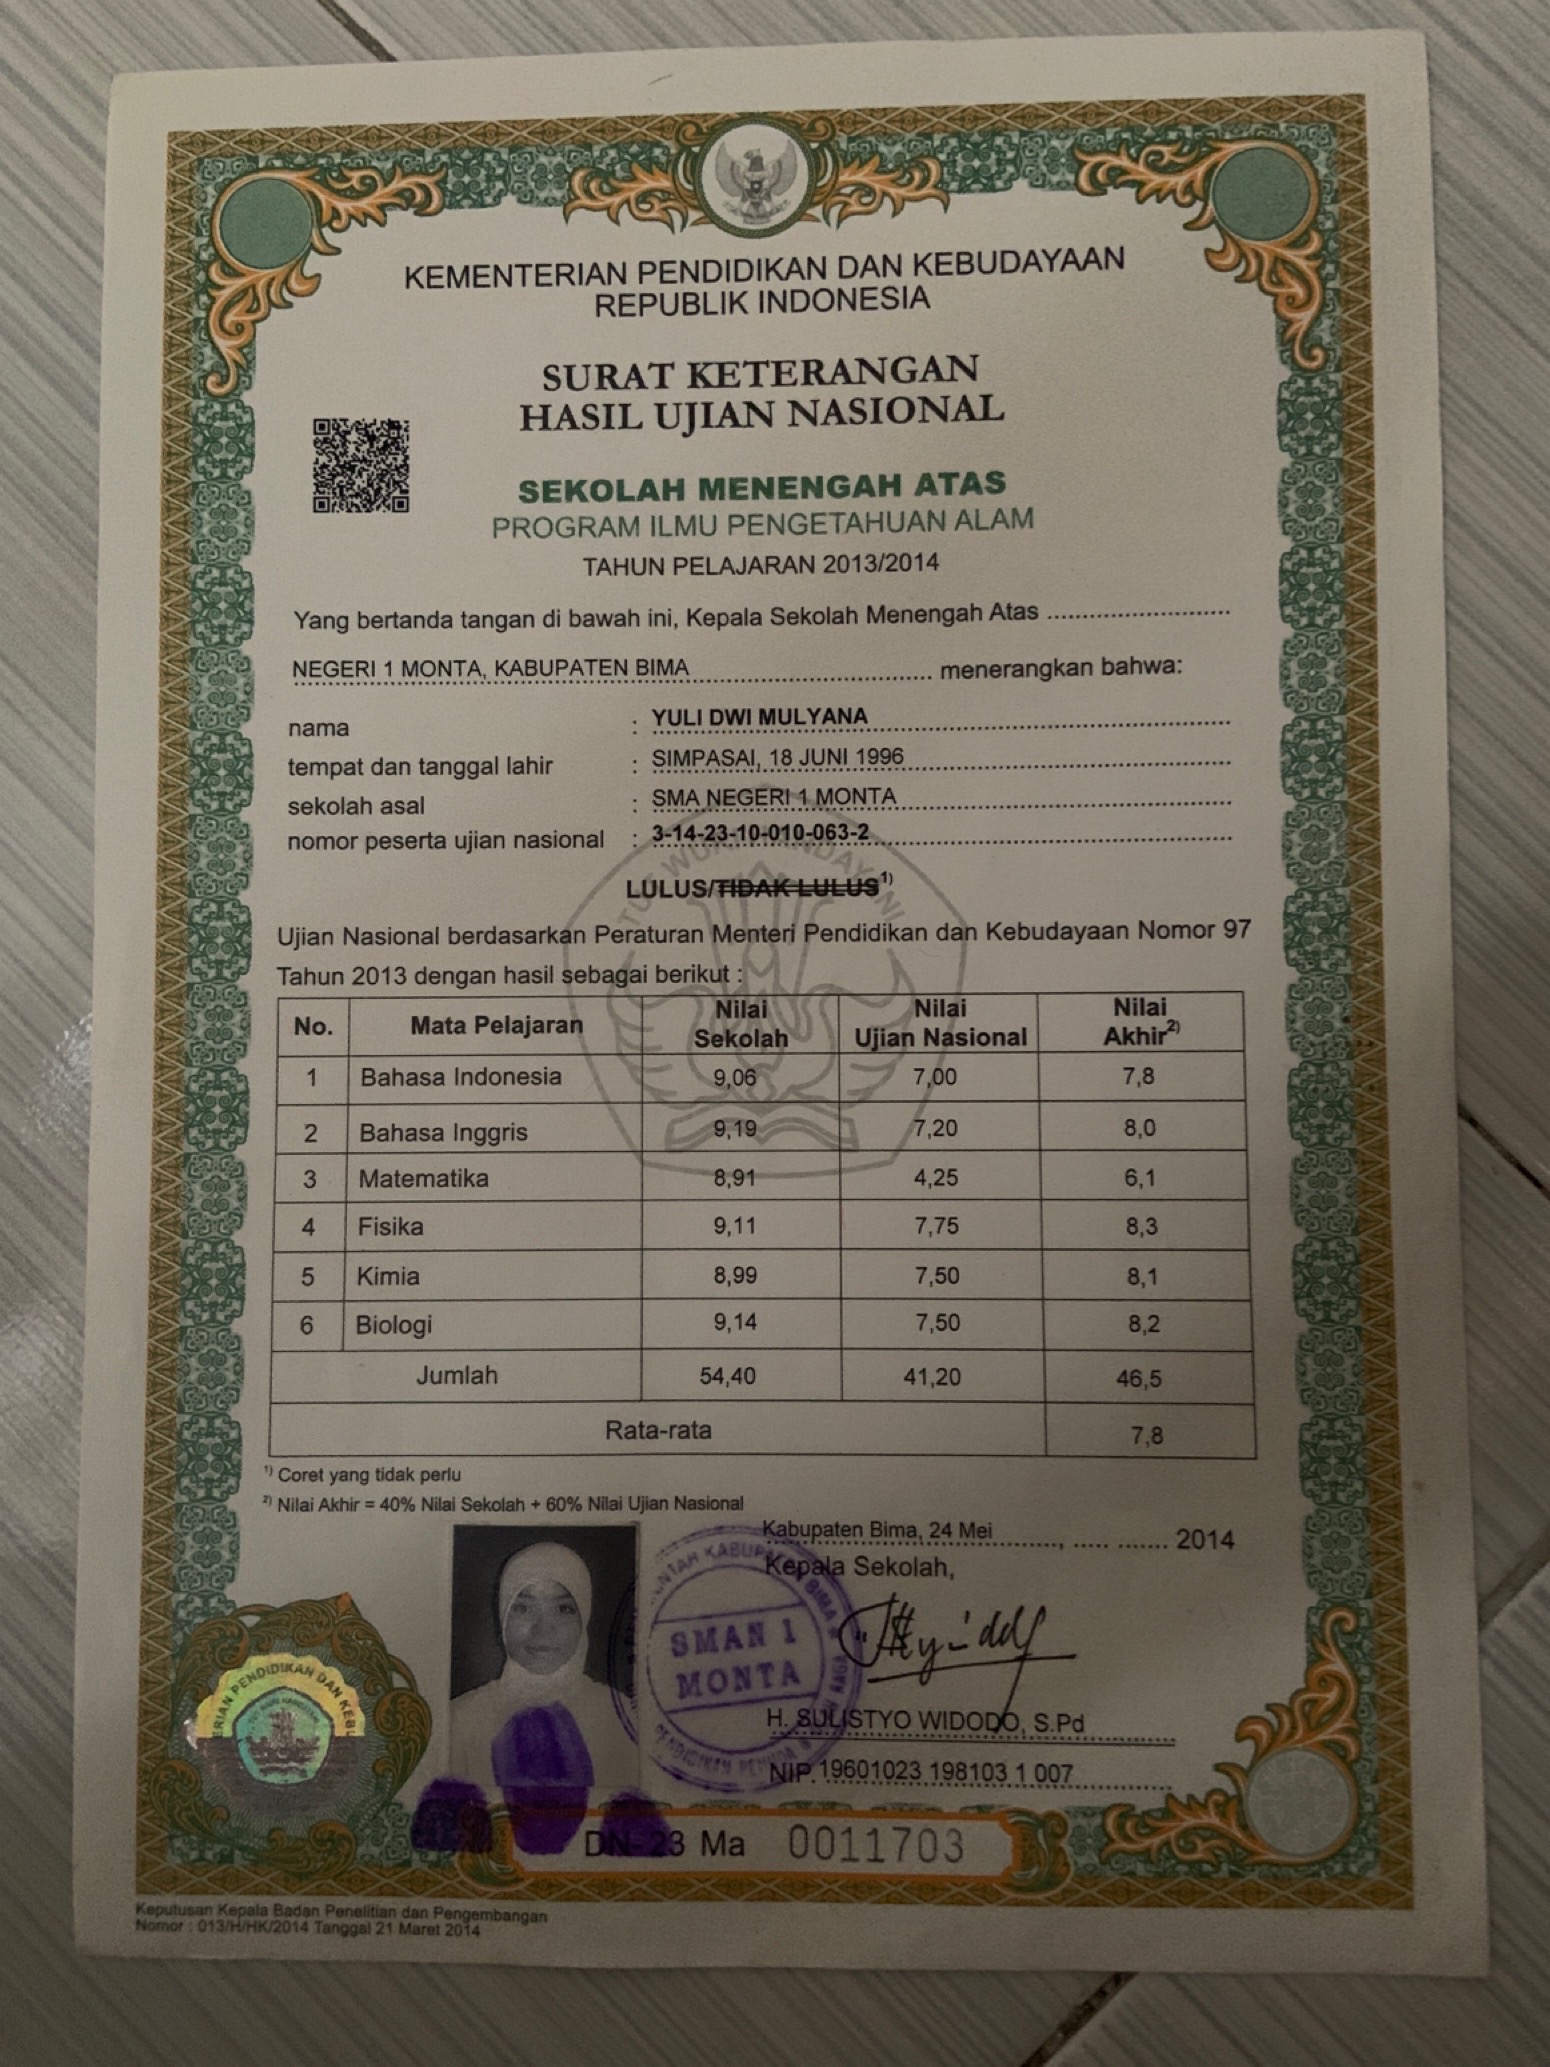 KEMENTERIAN PENDIDIKAN DAN KEBUDAYAAN
REPUBLIK INDONESIA
SURAT KETERANGAN
HASIL UJIAN NASIONAL
SEKOLAH MENENGAH ATAS
PROGRAM ILMU PENGETAHUAN ALAM
TAHUN PELAJARAN 2013/2014
Yang bertanda tangan di bawah ini, Kepala Sekolah Menengah Atas ............................
NEGERI 1 MONTA, KABUPATEN BIMA ............................ menerangkan bahwa:
nama : YULI DWI MULYANA
tempat dan tanggal lahir : SIMPASAI, 18 JUNI 1996
sekolah asal : SMA NEGERI 1 MONTA
nomor peserta ujian nasional : 3-14-23-10-010-063-2
LULUS/TIDAK LULUS1)
Ujian Nasional berdasarkan Peraturan Menteri Pendidikan dan Kebudayaan Nomor 97
Tahun 2013 dengan hasil sebagai berikut :
No. Mata Pelajaran Nilai Sekolah Nilai Ujian Nasional Nilai Akhir2)
1 Bahasa Indonesia 9,06 7,00 7,8
2 Bahasa Inggris 9,19 7,20 8,0
3 Matematika 8,91 4,25 6,1
4 Fisika 9,11 7,75 8,3
5 Kimia 8,99 7,50 8,1
6 Biologi 9,14 7,50 8,2
Jumlah 54,40 41,20 46,5
Rata-rata 7,8
1) Coret yang tidak perlu
2) Nilai Akhir = 40% Nilai Sekolah + 60% Nilai Ujian Nasional
Kabupaten Bima, 24 Mei ............, ..... ....... 2014
Kepala Sekolah,
SMAN 1
MONTA
H. SULISTYO WIDODO, S.Pd
NIP. 19601023 198103 1 007
DN-23 Ma 0011703
Keputusan Kepala Badan Penelitian dan Pengembangan
Nomor : 013/H/HK/2014 Tanggal 21 Maret 2014